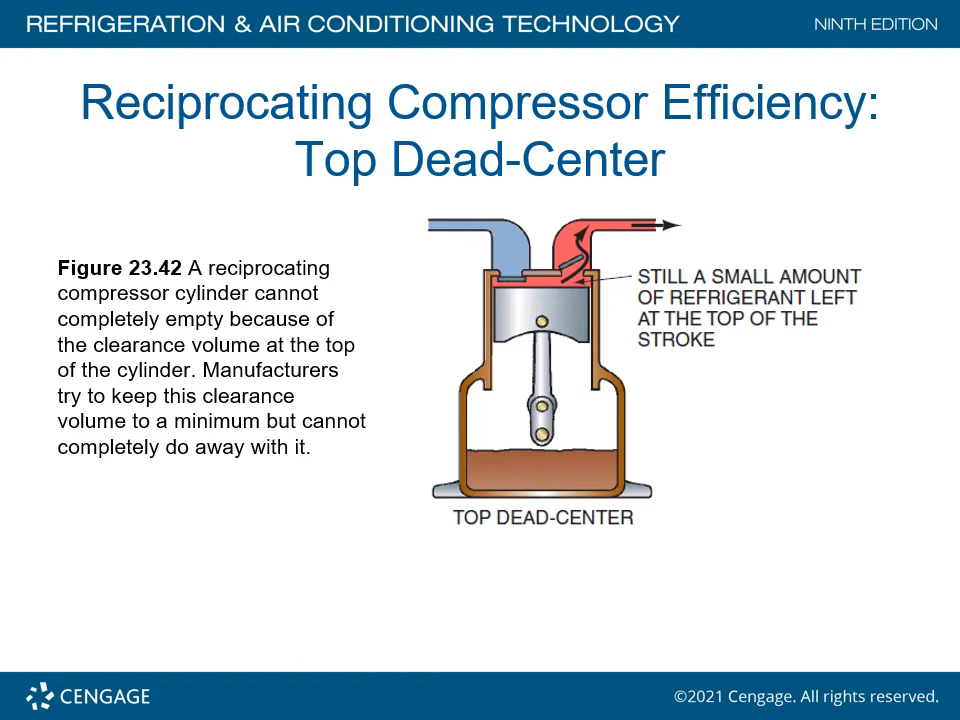 REFRIGERATION & AIR CONDITIONING TECHNOLOGY
NINTH EDITION
Reciprocating Compressor Efficiency:
Top Dead-Center
Figure 23.42 A reciprocating
compressor cylinder cannot
completely empty because of
the clearance volume at the top
of the cylinder. Manufacturers
try to keep this clearance
volume to a minimum but cannot
completely do away with it.
STILL A SMALL AMOUNT
OF REFRIGERANT LEFT
AT THE TOP OF THE
STROKE
TOP DEAD-CENTER
CENGAGE
©2021 Cengage. All rights reserved.